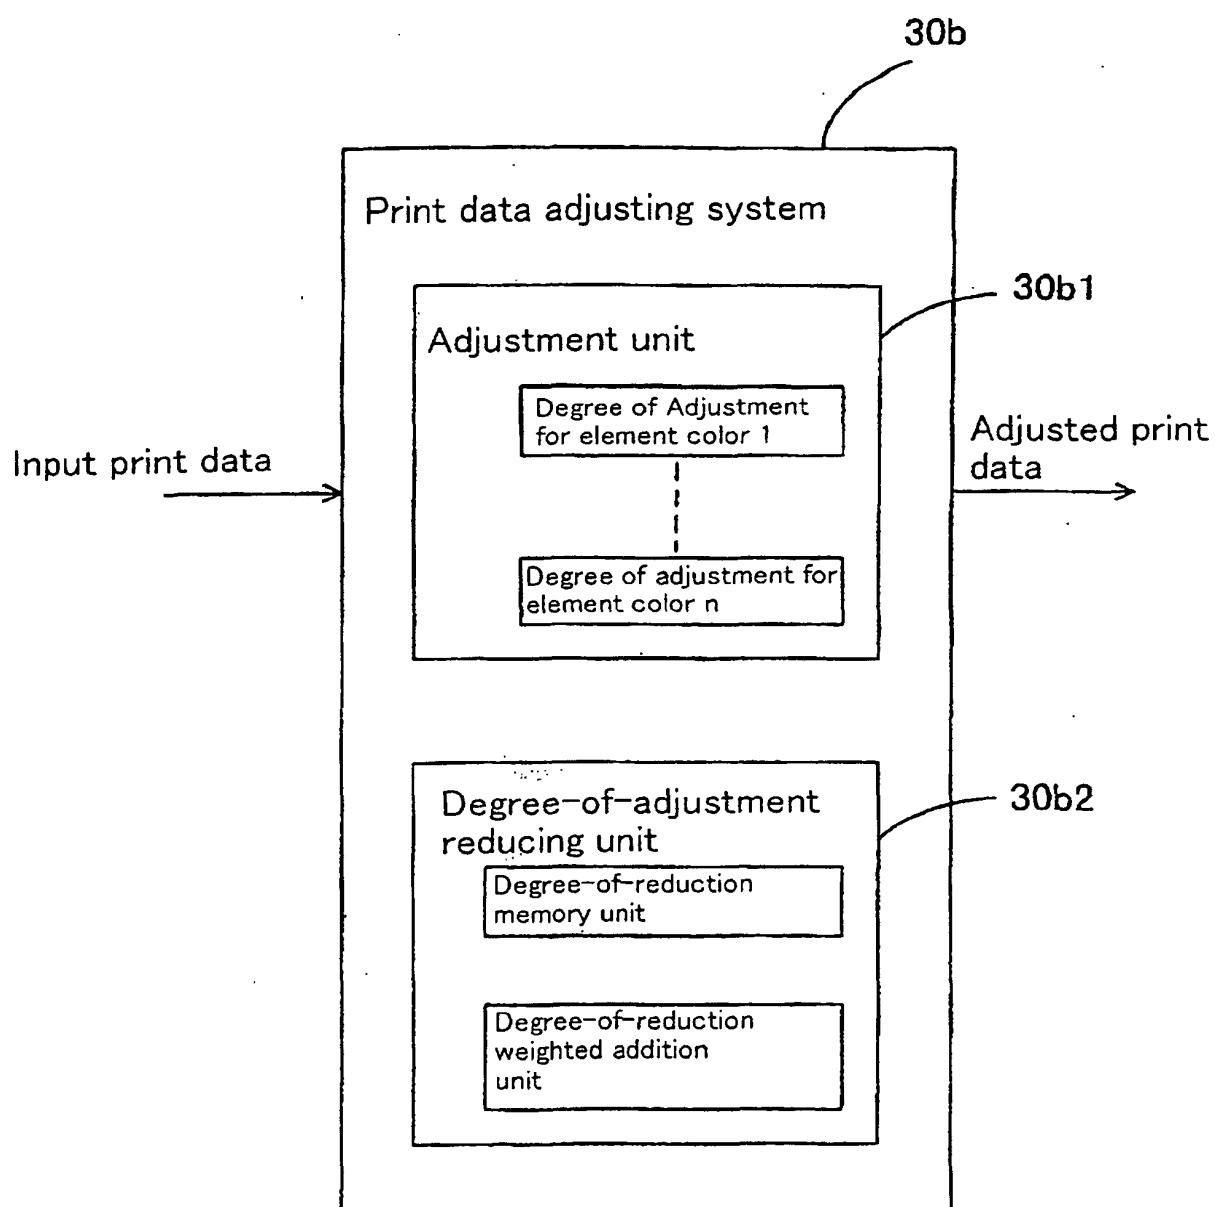 30b
Print data adjusting system
30b1
Adjustment unit
Degree of Adjustment
for element color 1
Input print data
Adjusted print
data
Degree of adjustment for
element color n
30b2
Degree-of-adjustment
reducing unit
Degree-of-reduction
memory unit
Degree-of-reduction
weighted addition
unit